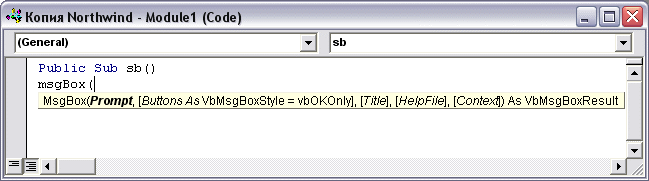 Копия Northwind - Module1 (Code)
(General) sb
Public Sub sb()
msgBox(
MsgBox(Prompt, [Buttons As VbMsgBoxStyle = vbOKOnly], [Title], [HelpFile], [Context]) As VbMsgBoxResult